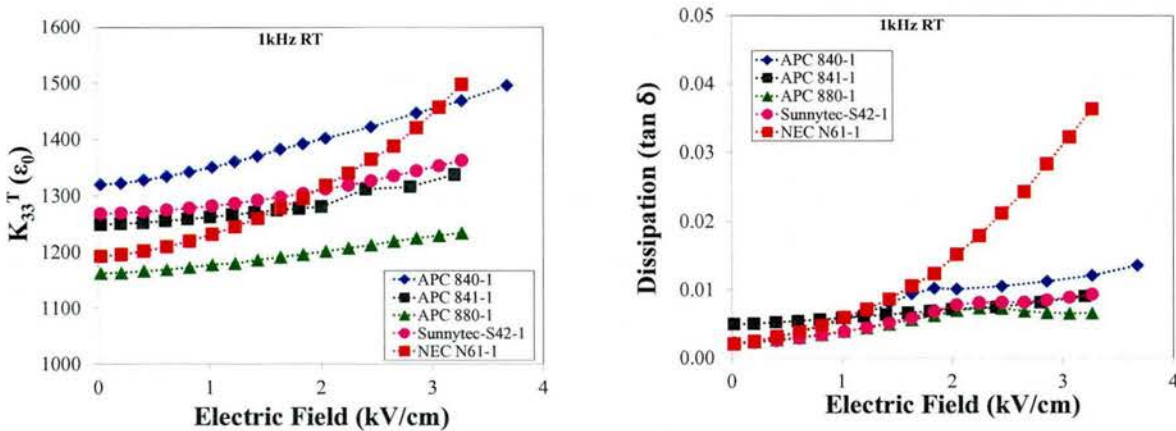 1kHz RT
1600
1500
1400
1300
1200
1100
1000
0
1
2
3
4
K₃₃ᵀ (ε₀)
Electric Field (kV/cm)
APC 840-1
APC 841-1
APC 880-1
Sunnytec-S42-1
NEC N61-1
1kHz RT
0.05
0.04
0.03
0.02
0.01
0.00
0
1
2
3
4
Dissipation (tan δ)
Electric Field (kV/cm)
APC 840-1
APC 841-1
APC 880-1
Sunnytec-S42-1
NEC N61-1